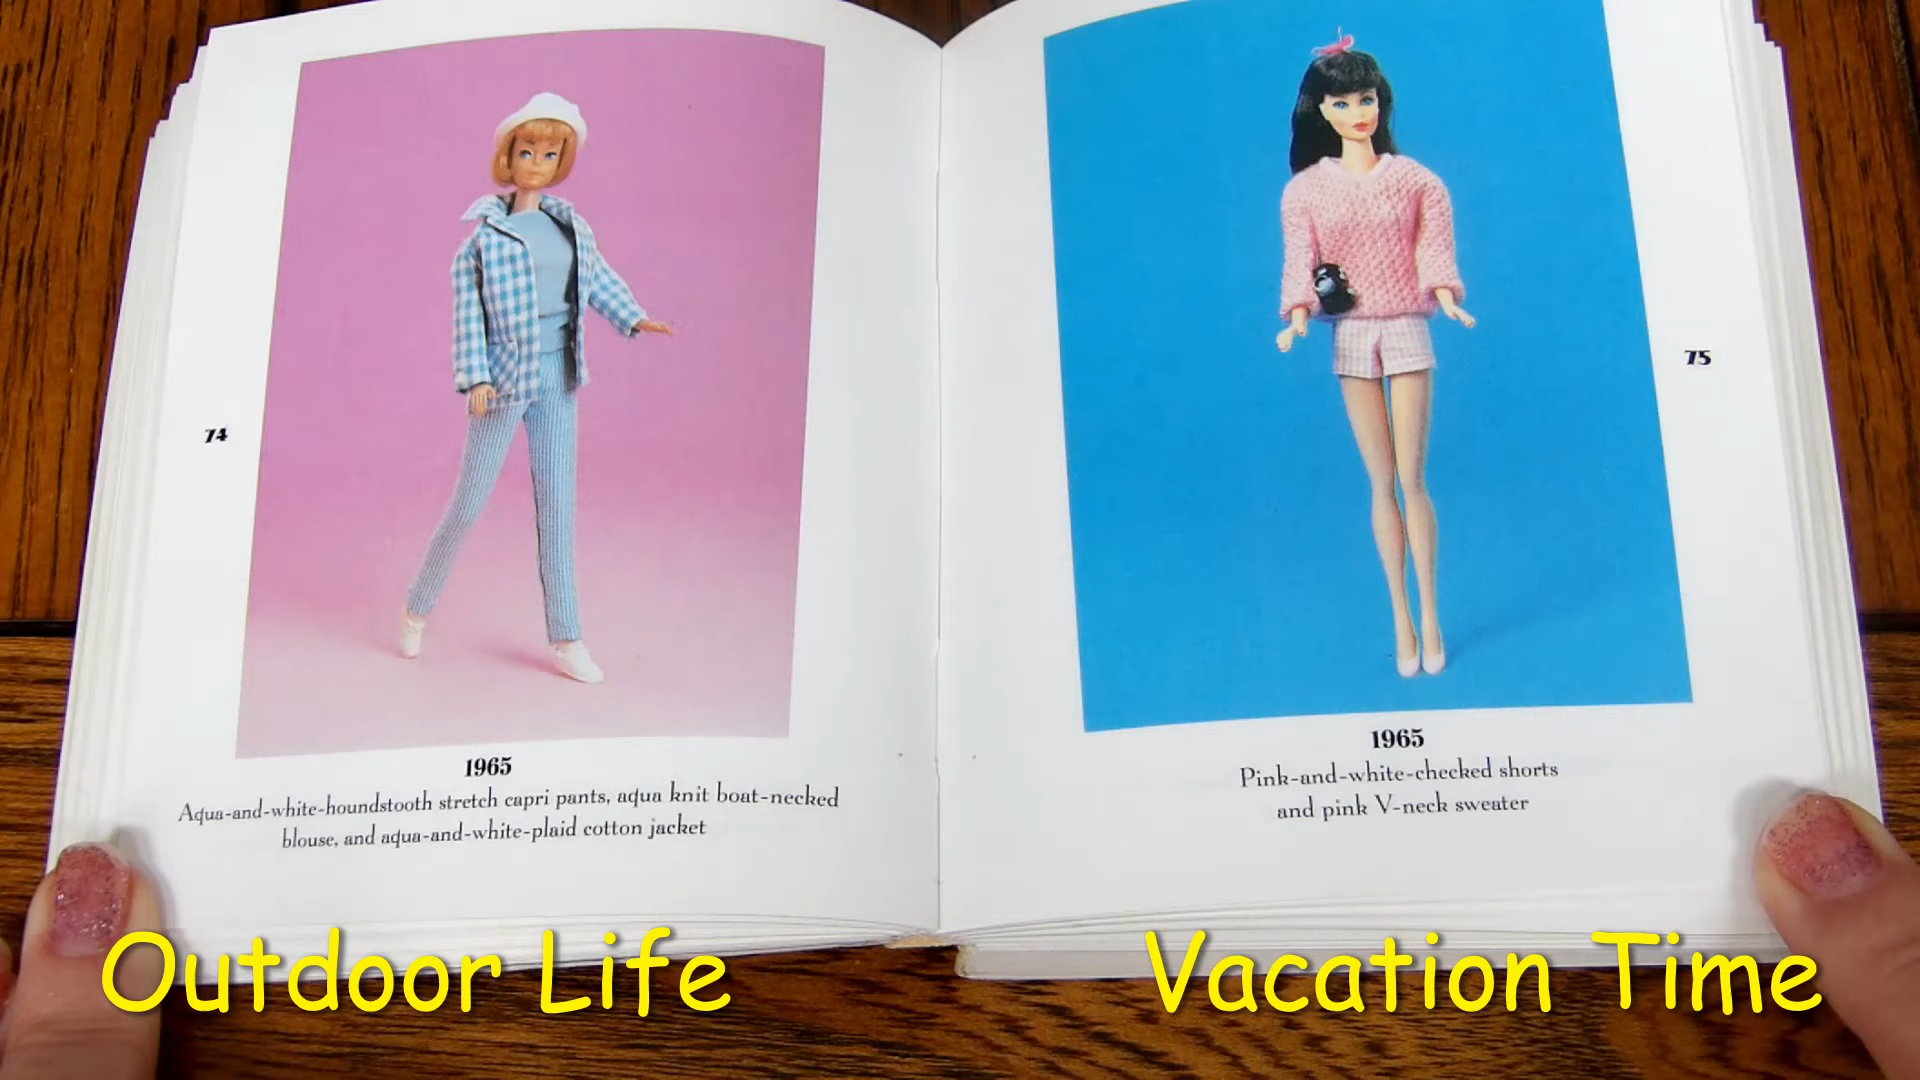 74
1965
Aqua-and-white-houndstooth stretch capri pants, aqua knit boat-necked
blouse, and aqua-and-white-plaid cotton jacket
75
1965
Pink-and-white-checked shorts
and pink V-neck sweater
Outdoor Life
Vacation Time